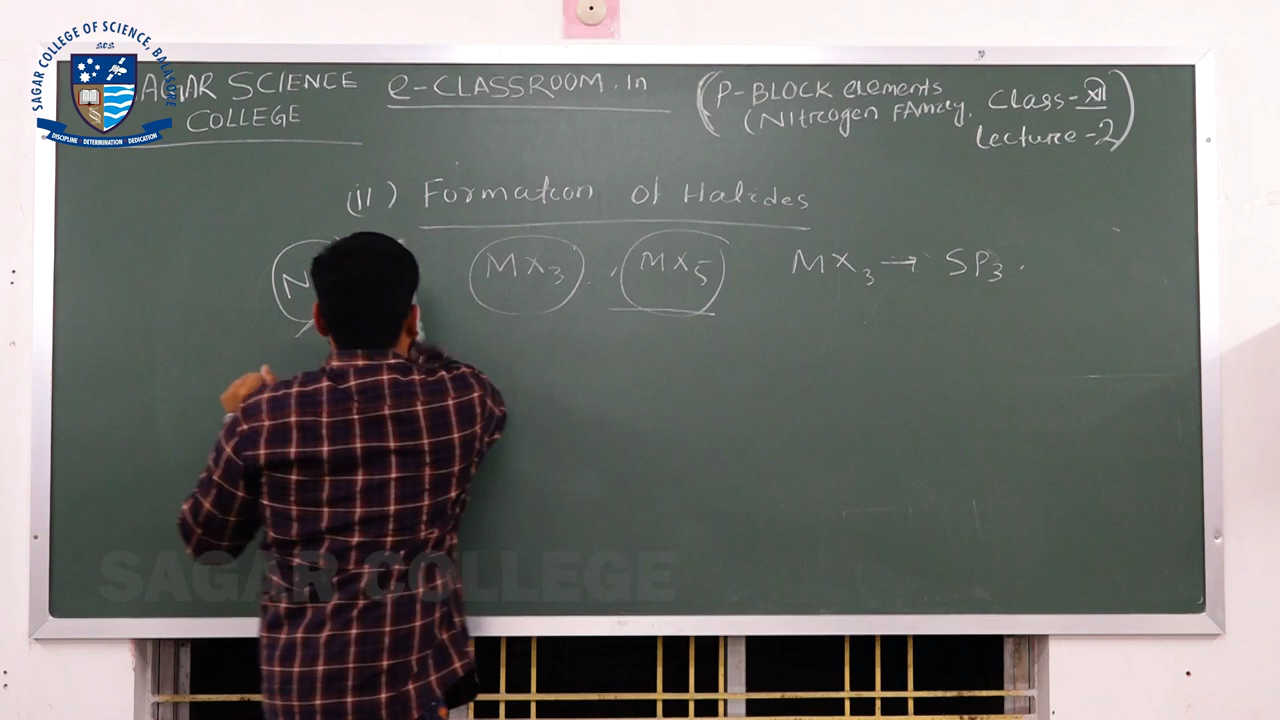 SAGAR COLLEGE OF SCIENCE, BALASORE
SCS
DISCIPLINE · DETERMINATION · DEDICATION
AGAR SCIENCE
COLLEGE
e-CLASSROOM.In
(P-BLOCK elements
(Nitrogen FAMily, Class-XII
Lecture-2)
(ii) Formation of Halides
N
MX₃, MX₅ MX₃ → SP₃.
SAGAR COLLEGE